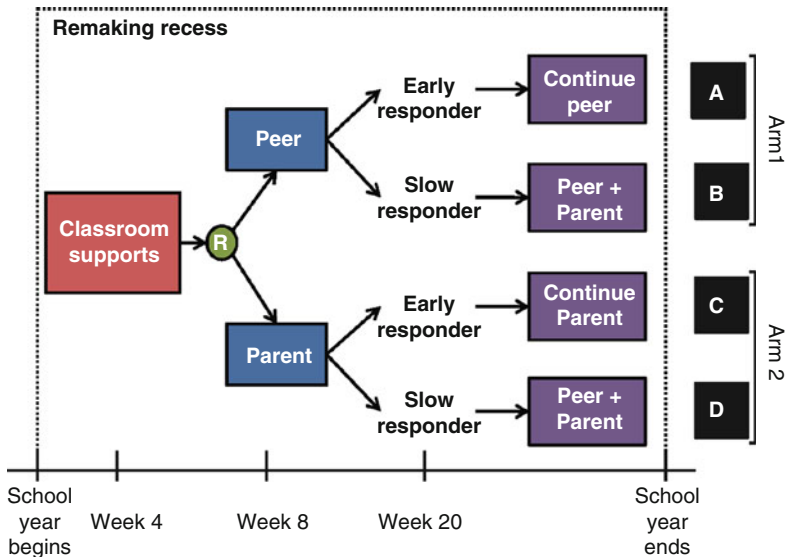 Remaking recess
Classroom
supports
R
Peer
Parent
Early
responder
Slow
responder
Early
responder
Slow
responder
Continue
peer
Peer +
Parent
Continue
Parent
Peer +
Parent
A
B
C
D
Arm1
Arm 2
School
year
begins
Week 4
Week 8
Week 20
School
year
ends